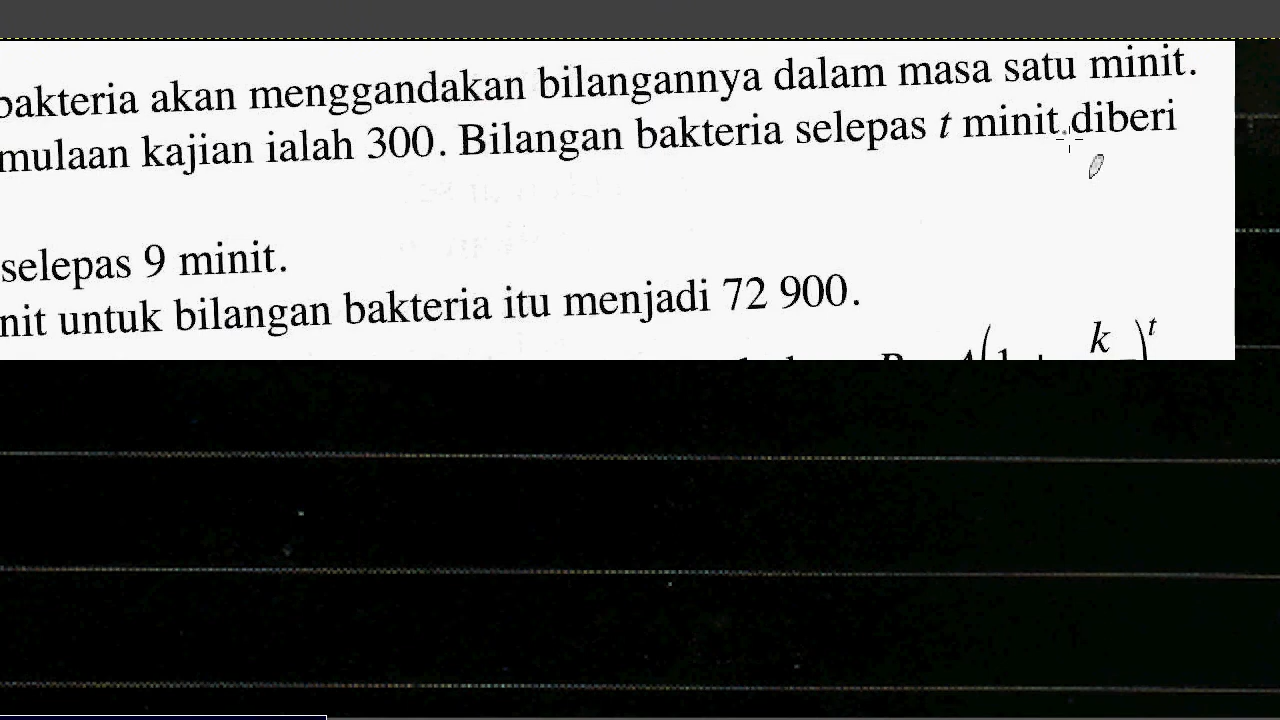 bakteria akan menggandakan bilangannya dalam masa satu minit.
mulaan kajian ialah 300. Bilangan bakteria selepas t minit diberi
selepas 9 minit.
nit untuk bilangan bakteria itu menjadi 72 900.
k
t